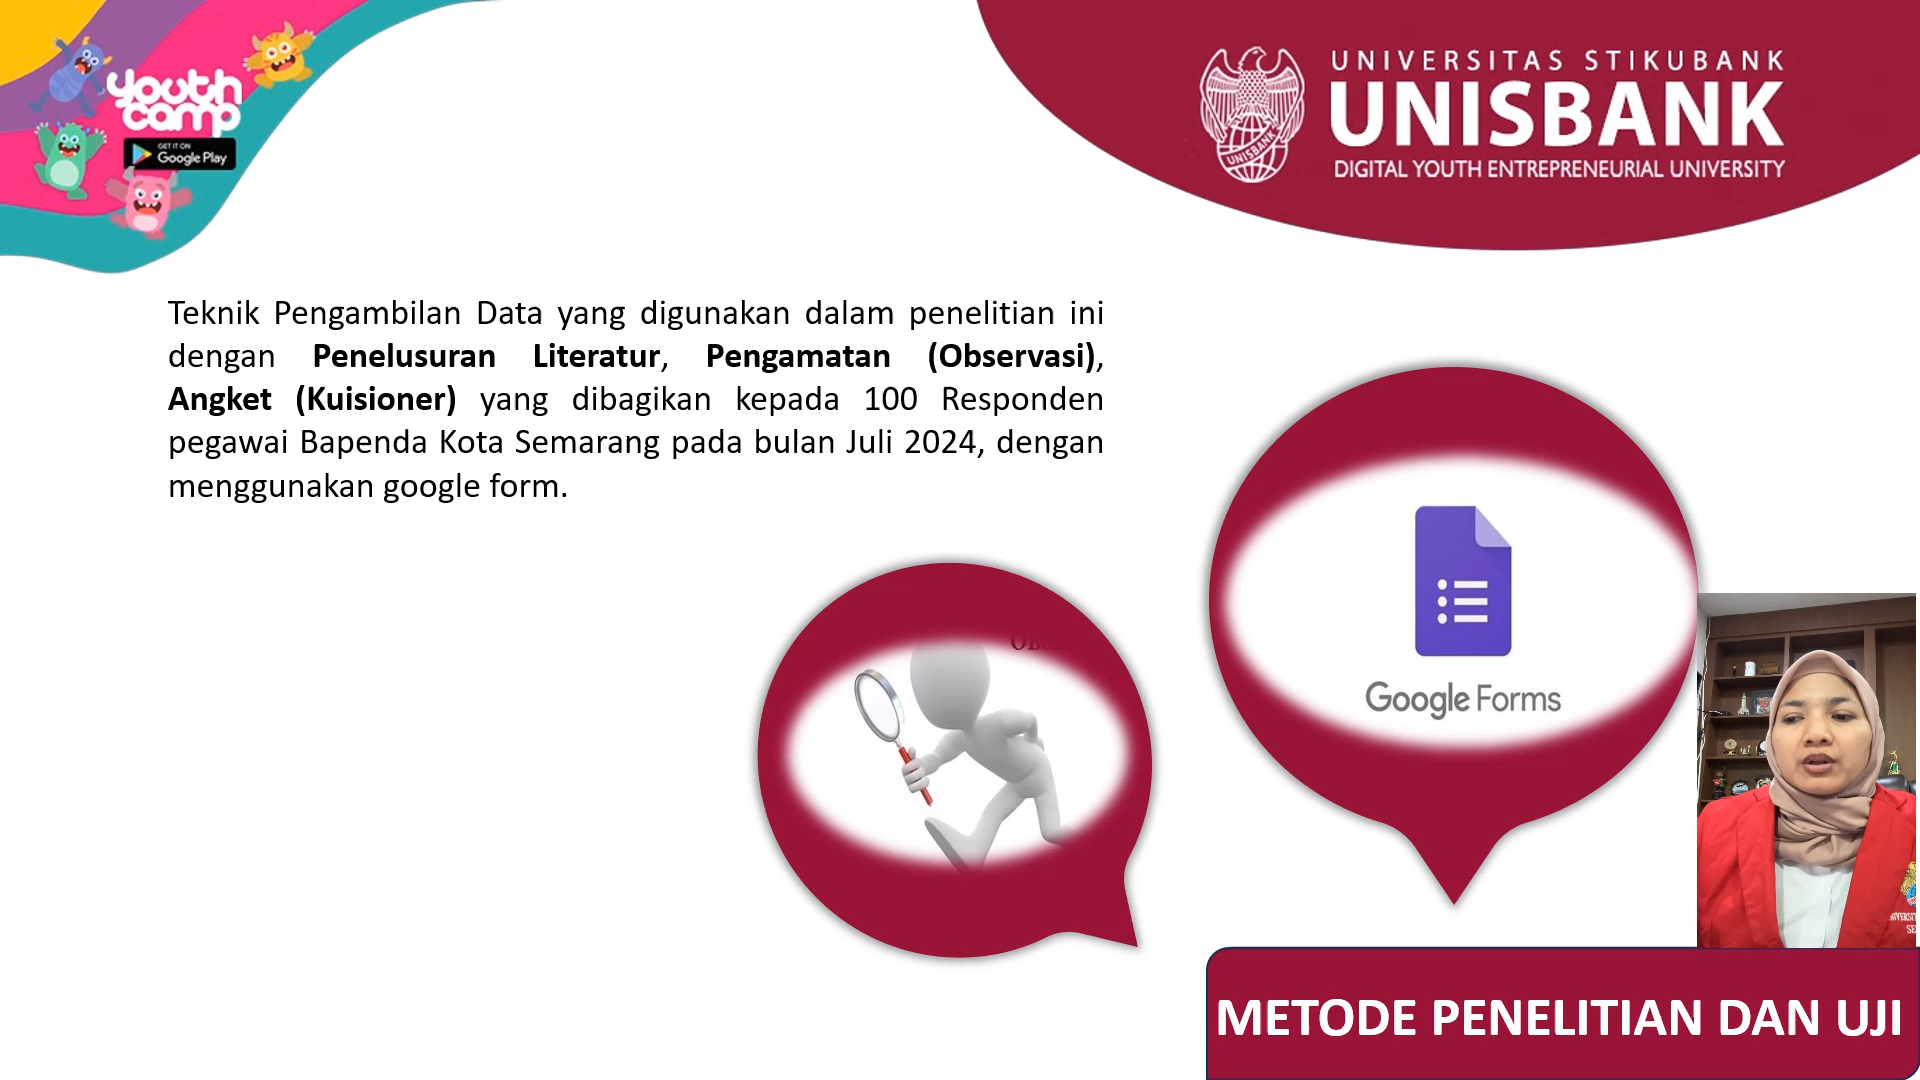 youth
camp
GET IT ON
Google Play
UNIVERSITAS STIKUBANK
UNISBANK
DIGITAL YOUTH ENTREPRENEURIAL UNIVERSITY
UNISBANK
Teknik Pengambilan Data yang digunakan dalam penelitian ini
dengan Penelusuran Literatur, Pengamatan (Observasi),
Angket (Kuisioner) yang dibagikan kepada 100 Responden
pegawai Bapenda Kota Semarang pada bulan Juli 2024, dengan
menggunakan google form.
Google Forms
METODE PENELITIAN DAN UJI